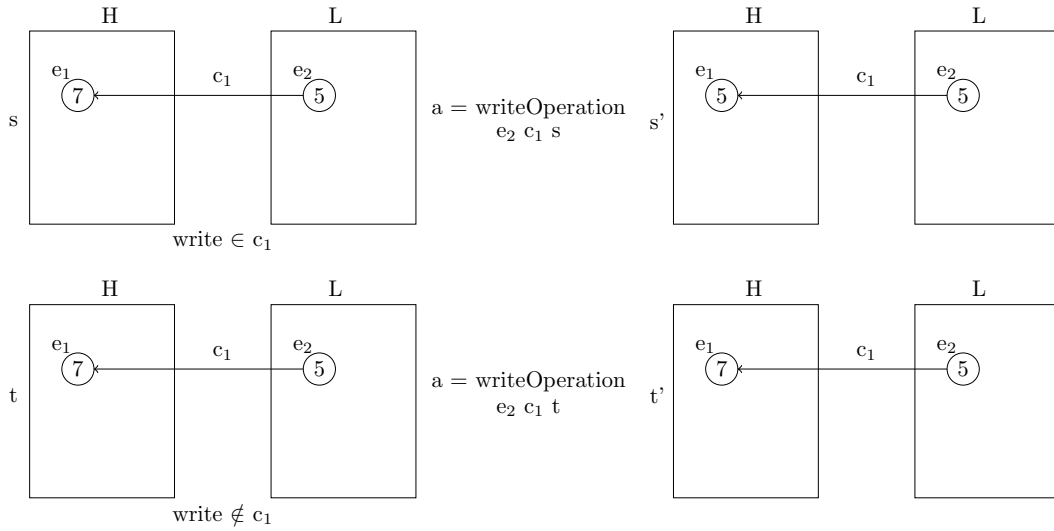 H L H L
e₁ c₁ e₂ e₁ c₁ e₂
7 5 5 5
s a = writeOperation s'
e₂ c₁ s
write ∈ c₁
H L H L
e₁ c₁ e₂ e₁ c₁ e₂
7 5 7 5
t a = writeOperation t'
e₂ c₁ t
write ∉ c₁